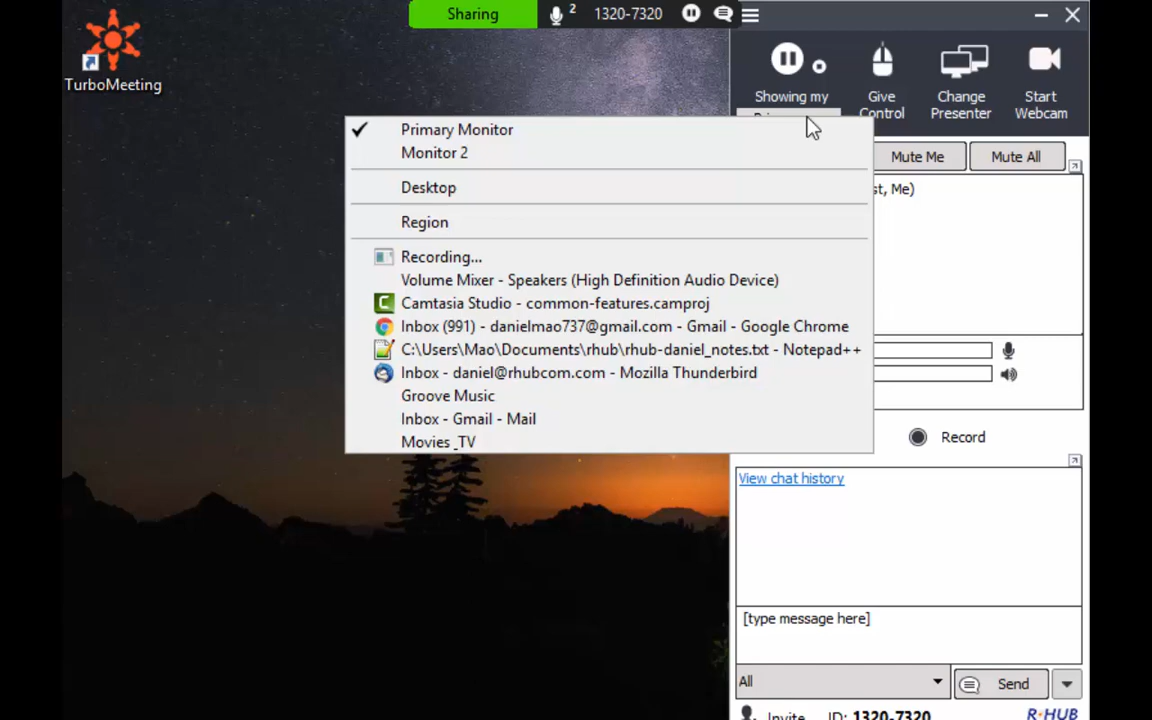 Sharing
2
1320-7320
TurboMeeting
Showing my
Give
Control
Change
Presenter
Start
Webcam
Primary Monitor
Monitor 2
Desktop
Region
Recording...
Volume Mixer - Speakers (High Definition Audio Device)
Camtasia Studio - common-features.camproj
Inbox (991) - danielmao737@gmail.com - Gmail - Google Chrome
C:\Users\Mao\Documents\rhub\rhub-daniel_notes.txt - Notepad++
Inbox - daniel@rhubcom.com - Mozilla Thunderbird
Groove Music
Inbox - Gmail - Mail
Movies _TV
Mute Me
Mute All
st, Me)
Record
View chat history
[type message here]
All
Send
Invite
ID: 1320-7320
R·HUB